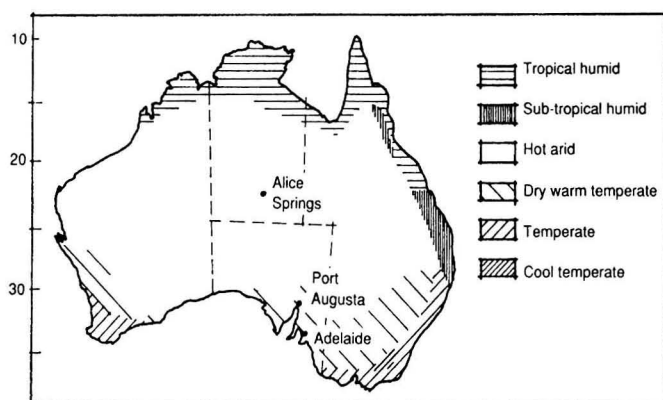 10
20
30
Alice
Springs
Port
Augusta
Adelaide
Tropical humid
Sub-tropical humid
Hot arid
Dry warm temperate
Temperate
Cool temperate